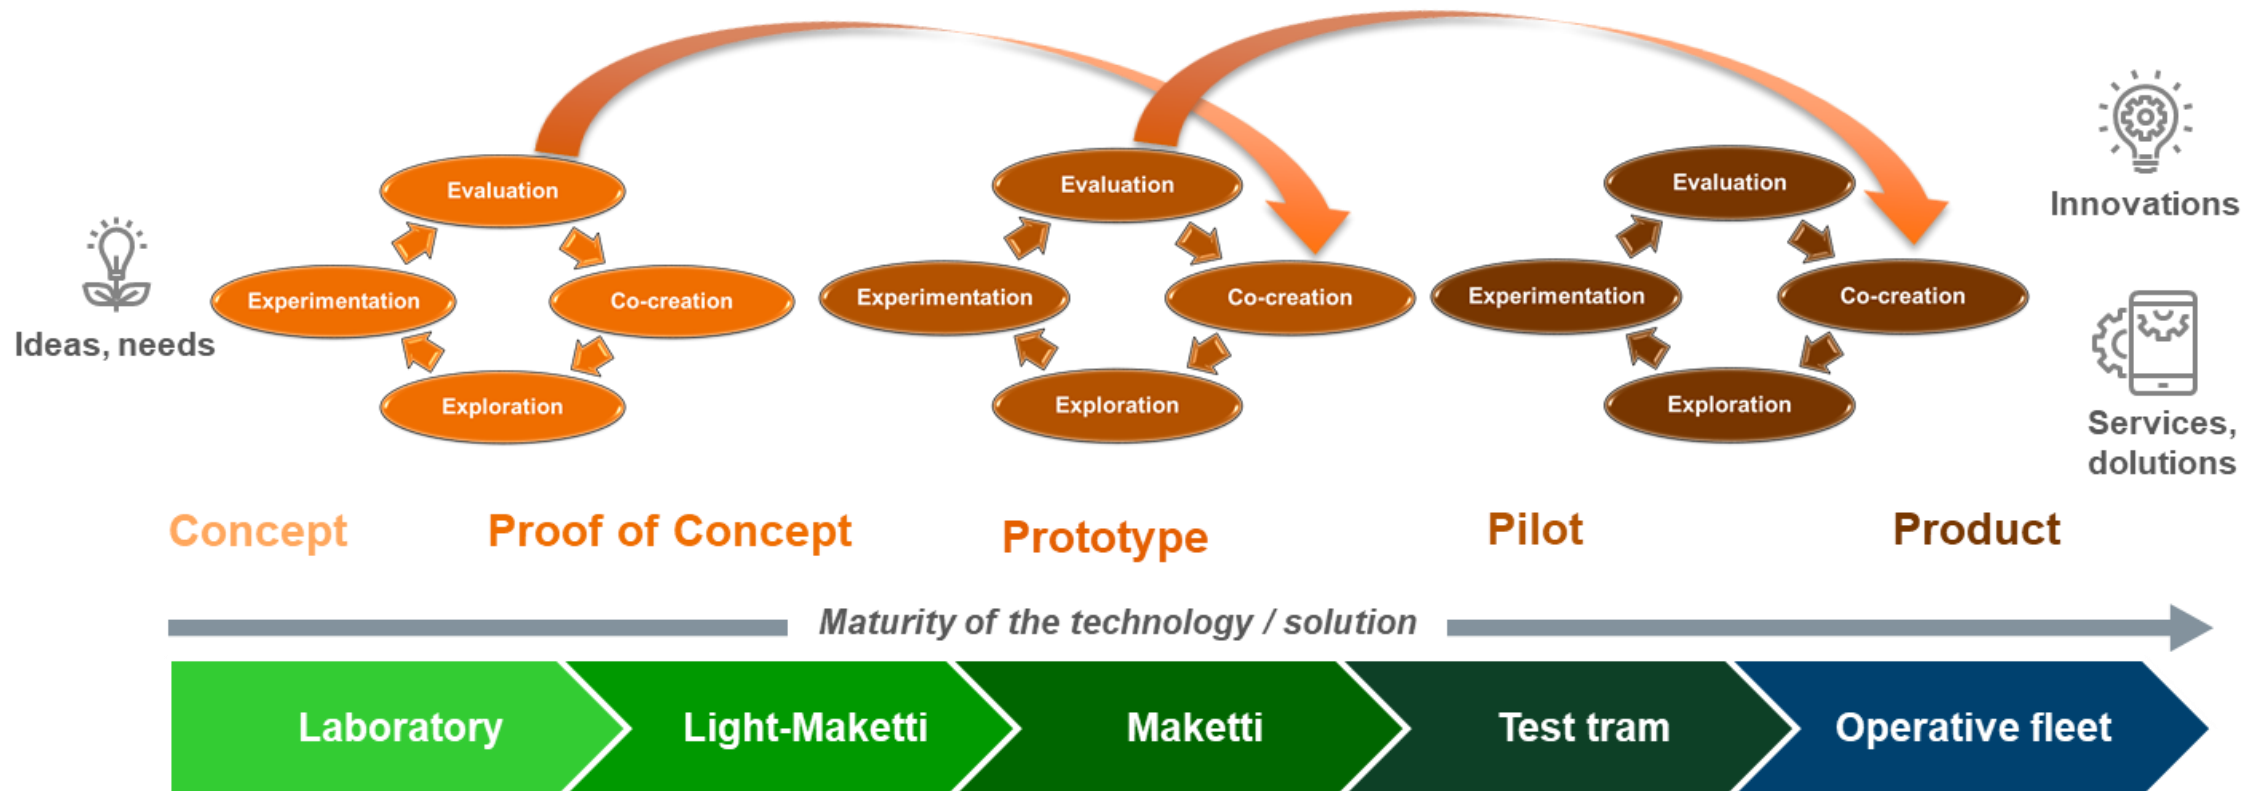 Ideas, needs
Evaluation
Experimentation
Co-creation
Exploration
Evaluation
Experimentation
Co-creation
Exploration
Evaluation
Experimentation
Co-creation
Exploration
Innovations
Services,
dolutions
Concept
Proof of Concept
Prototype
Pilot
Product
Maturity of the technology / solution
Laboratory
Light-Maketti
Maketti
Test tram
Operative fleet